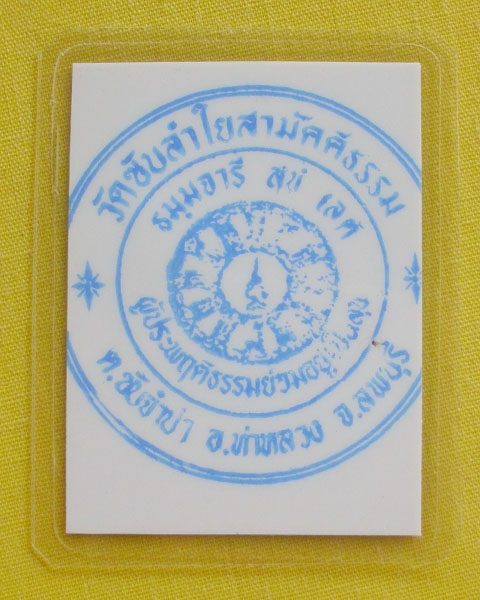 วัดซับลำใยสามัคคีธรรม
ธมฺมจารี สุขํ เสติ
ผู้ประพฤติธรรมย่อมอยู่เป็นสุข
ต.ซับจำปา อ.ท่าหลวง จ.ลพบุรี